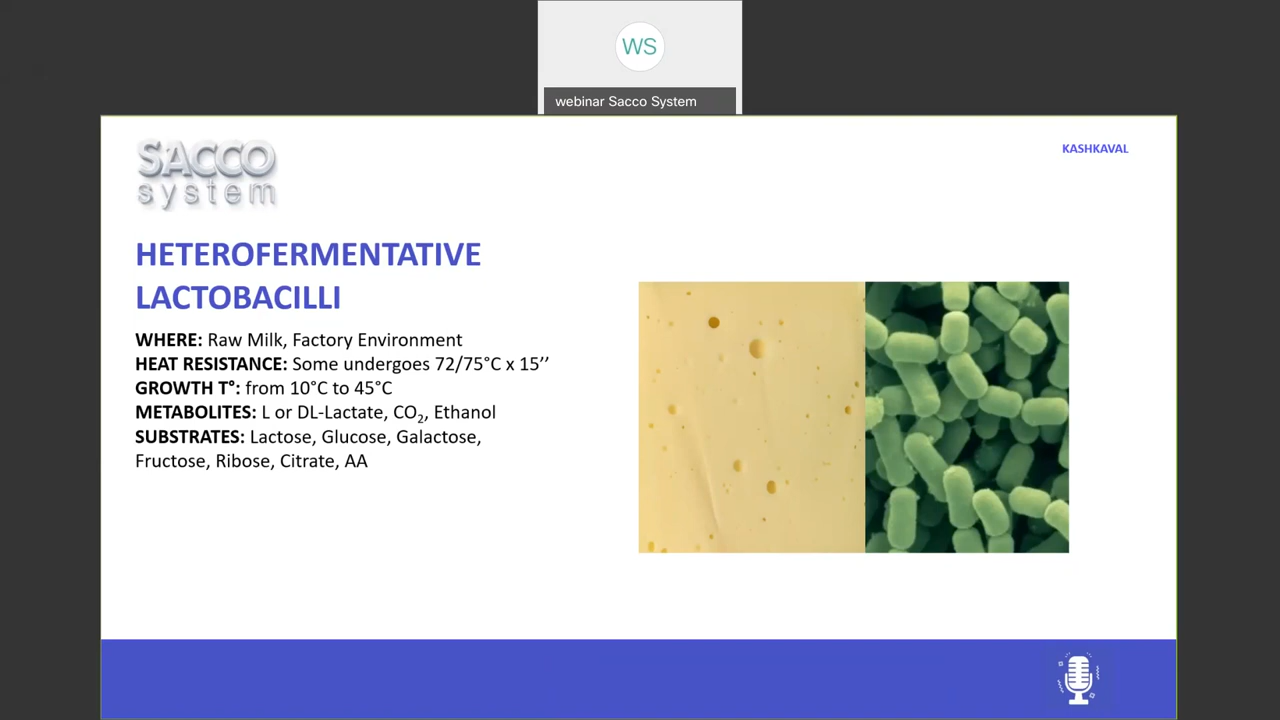 WS
webinar Sacco System
SACCO
system
KASHKAVAL
HETEROFERMENTATIVE
LACTOBACILLI
WHERE: Raw Milk, Factory Environment
HEAT RESISTANCE: Some undergoes 72/75°C x 15’’
GROWTH T°: from 10°C to 45°C
METABOLITES: L or DL-Lactate, CO₂, Ethanol
SUBSTRATES: Lactose, Glucose, Galactose,
Fructose, Ribose, Citrate, AA